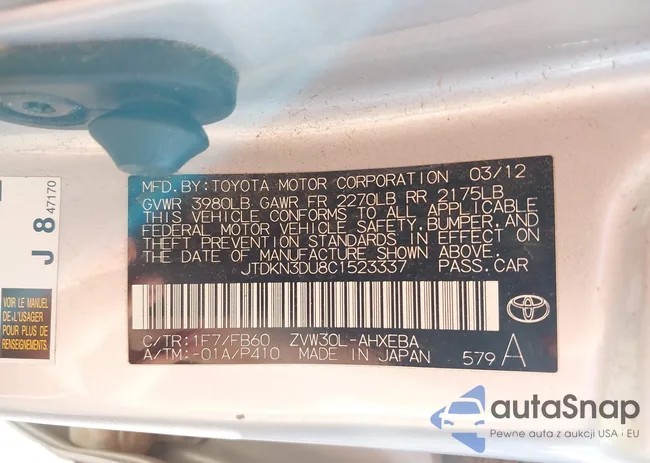 MFD. BY: TOYOTA MOTOR CORPORATION 03/12
GVWR 3980LB GAWR FR 2270LB RR 2175LB
THIS VEHICLE CONFORMS TO ALL APPLICABLE
FEDERAL MOTOR VEHICLE SAFETY, BUMPER, AND
THEFT PREVENTION STANDARDS IN EFFECT ON
THE DATE OF MANUFACTURE SHOWN ABOVE.
JTDKN3DU8C1523337 PASS. CAR
C/TR: 1F7/FB60 ZVW30L-AHXEBA
A/TM:-01A/P410 MADE IN JAPAN 579 A
J 8 47170
VOIR LE MANUEL
DE L'USAGER
POUR PLUS DE
RENSEIGNEMENTS.
autaSnap
Pewne auta z aukcji USA i EU